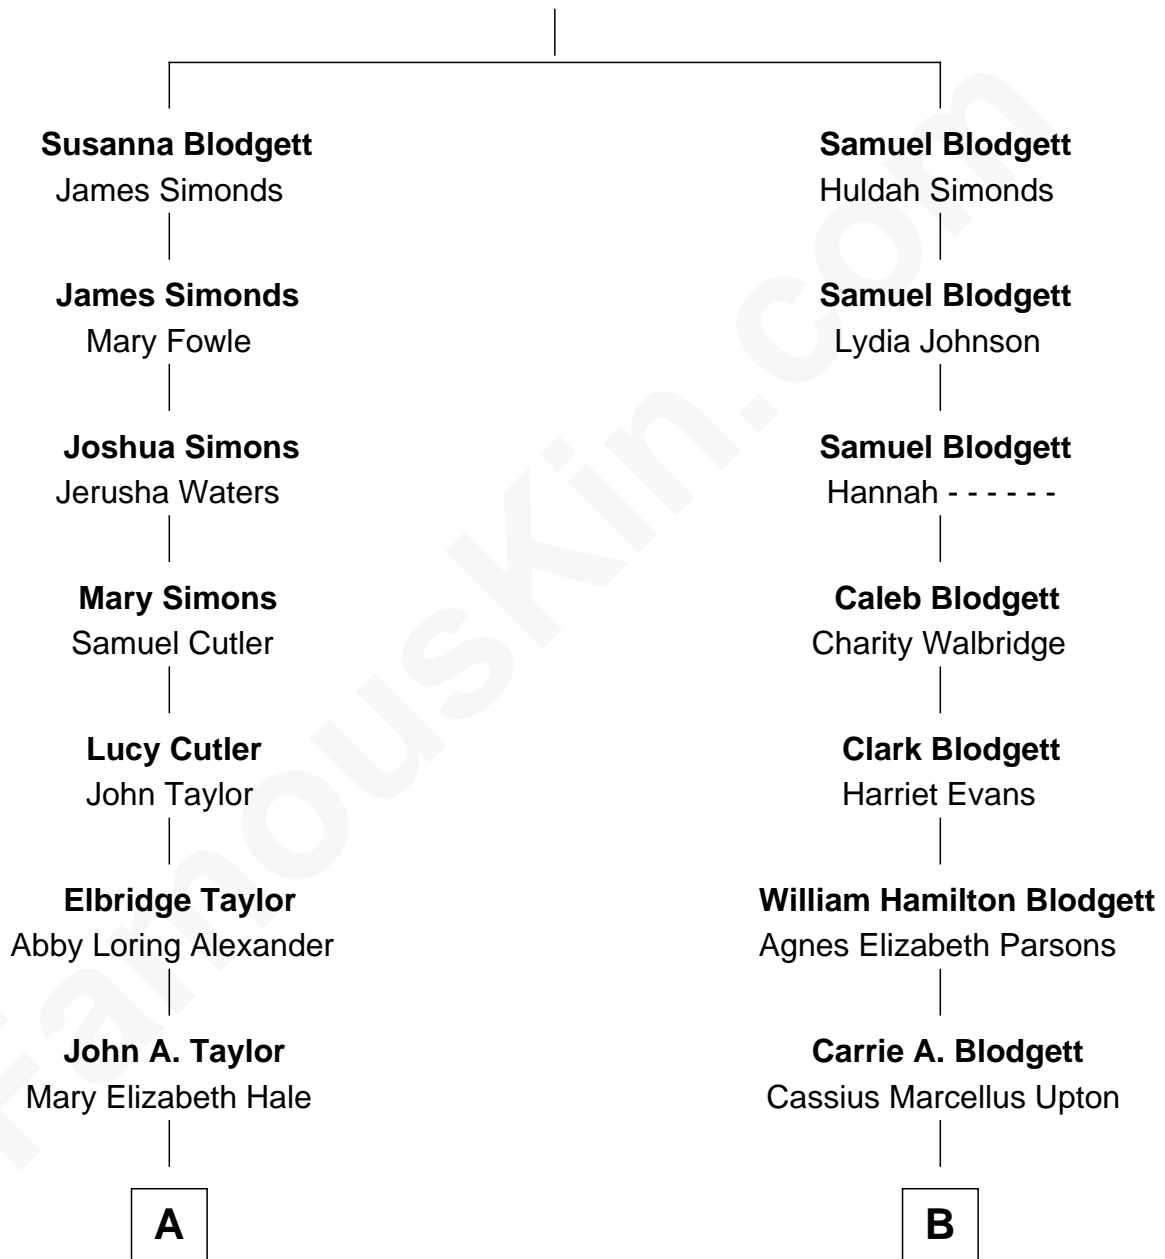 Susanna Blodgett
James Simonds
James Simonds
Mary Fowle
Joshua Simons
Jerusha Waters
Mary Simons
Samuel Cutler
Lucy Cutler
John Taylor
Elbridge Taylor
Abby Loring Alexander
John A. Taylor
Mary Elizabeth Hale
A
Samuel Blodgett
Huldah Simonds
Samuel Blodgett
Lydia Johnson
Samuel Blodgett
Hannah - - - - - -
Caleb Blodgett
Charity Walbridge
Clark Blodgett
Harriet Evans
William Hamilton Blodgett
Agnes Elizabeth Parsons
Carrie A. Blodgett
Cassius Marcellus Upton
B
FamousKin.com